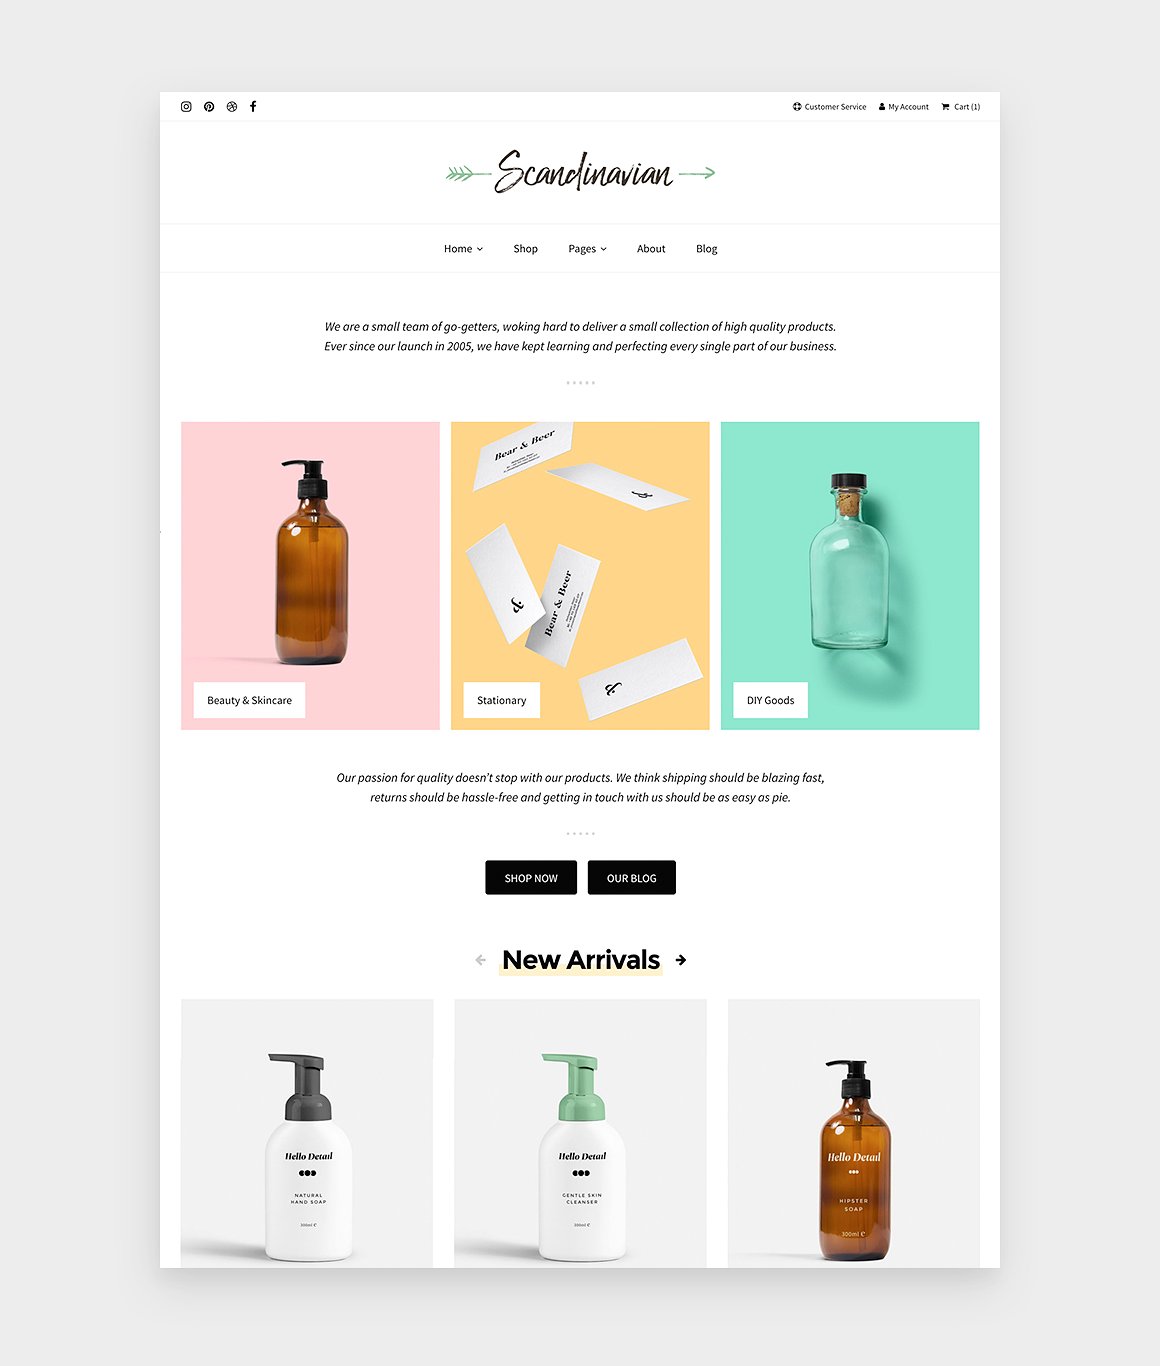 Customer Service My Account Cart (1)
Scandinavian
Home Shop Pages About Blog
We are a small team of go-getters, woking hard to deliver a small collection of high quality products.
Ever since our launch in 2005, we have kept learning and perfecting every single part of our business.
Bear & Beer
&
&
Bear & Beer
&
Beauty & Skincare
Stationary
DIY Goods
Our passion for quality doesn’t stop with our products. We think shipping should be blazing fast,
returns should be hassle-free and getting in touch with us should be as easy as pie.
SHOP NOW OUR BLOG
New Arrivals
Hello Detail
NATURAL
HAND SOAP
300ml ℮
Hello Detail
GENTLE SKIN
CLEANSER
300ml ℮
Hello Detail
HIPSTER
SOAP
300ml ℮